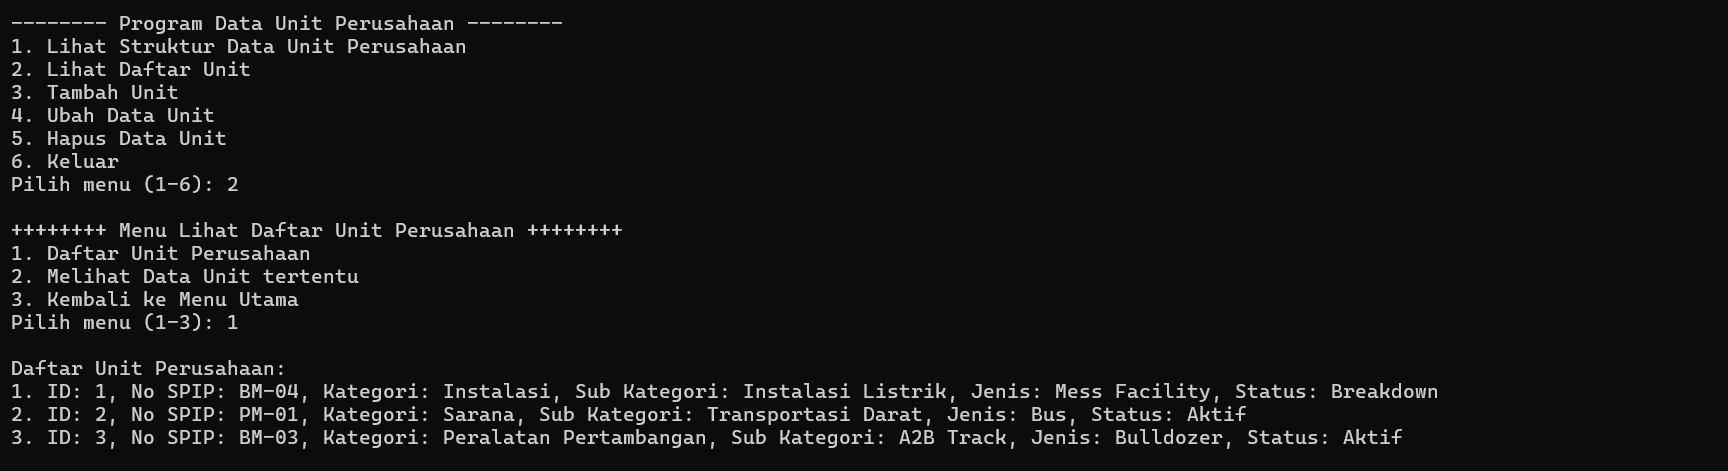 -------- Program Data Unit Perusahaan --------
1. Lihat Struktur Data Unit Perusahaan
2. Lihat Daftar Unit
3. Tambah Unit
4. Ubah Data Unit
5. Hapus Data Unit
6. Keluar
Pilih menu (1-6): 2
++++++++ Menu Lihat Daftar Unit Perusahaan ++++++++
1. Daftar Unit Perusahaan
2. Melihat Data Unit tertentu
3. Kembali ke Menu Utama
Pilih menu (1-3): 1
Daftar Unit Perusahaan:
1. ID: 1, No SPIP: BM-04, Kategori: Instalasi, Sub Kategori: Instalasi Listrik, Jenis: Mess Facility, Status: Breakdown
2. ID: 2, No SPIP: PM-01, Kategori: Sarana, Sub Kategori: Transportasi Darat, Jenis: Bus, Status: Aktif
3. ID: 3, No SPIP: BM-03, Kategori: Peralatan Pertambangan, Sub Kategori: A2B Track, Jenis: Bulldozer, Status: Aktif